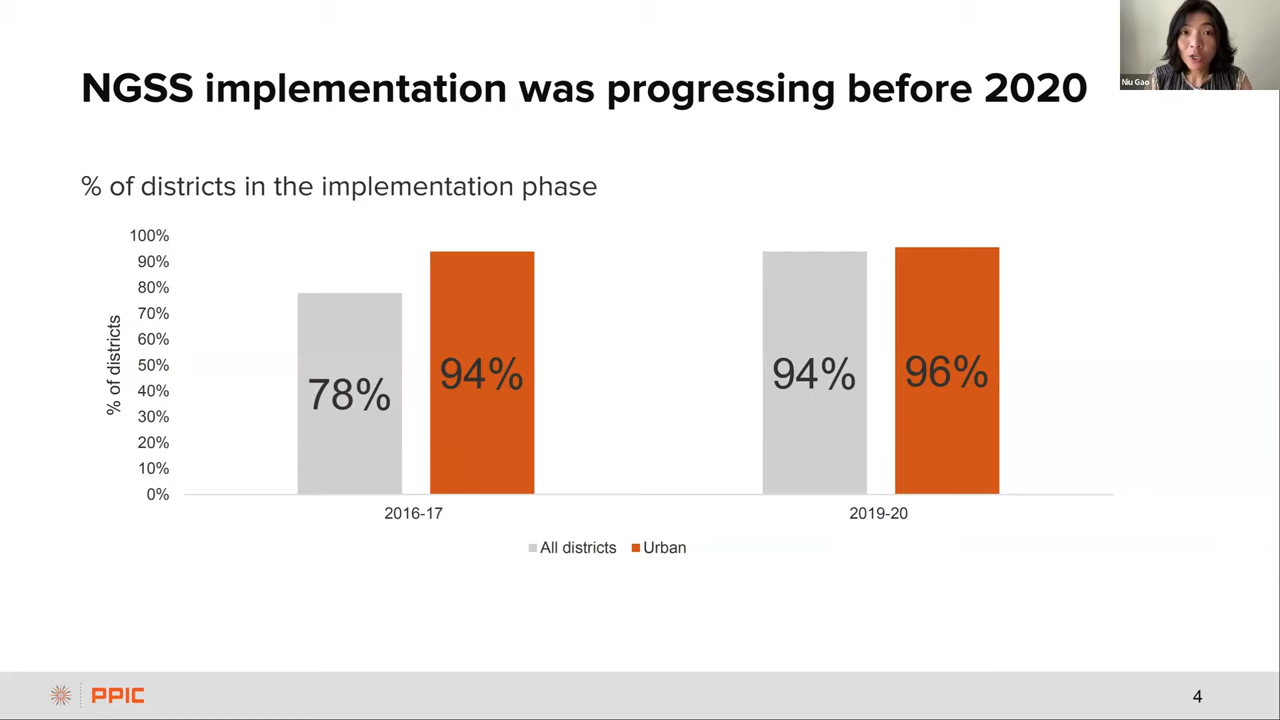 NGSS implementation was progressing before 2020
Niu Gao
% of districts in the implementation phase
% of districts
100%
90%
80%
70%
60%
50%
40%
30%
20%
10%
0%
78%
94%
94%
96%
2016-17
2019-20
All districts
Urban
PPIC
4